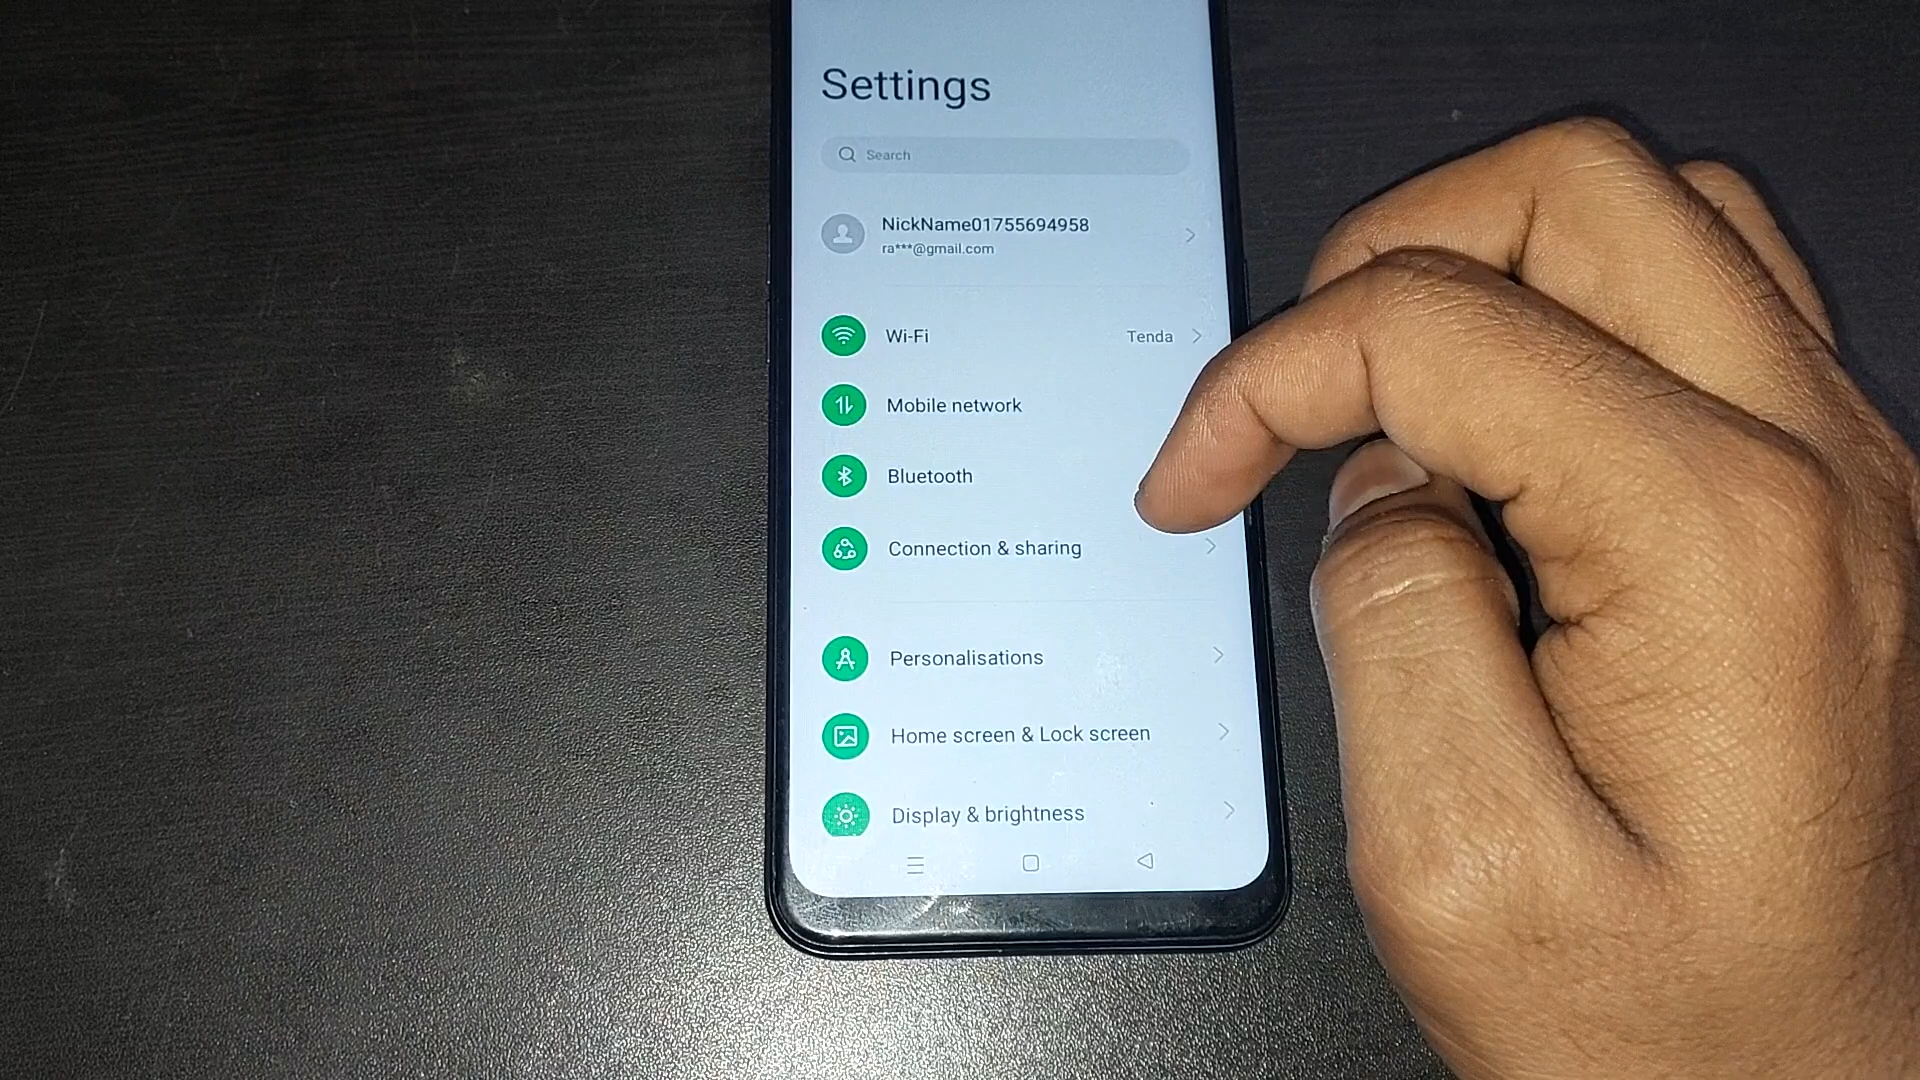 Settings
Search
NickName01755694958
ra***@gmail.com
Wi-Fi Tenda
Mobile network
Bluetooth
Connection & sharing
Personalisations
Home screen & Lock screen
Display & brightness